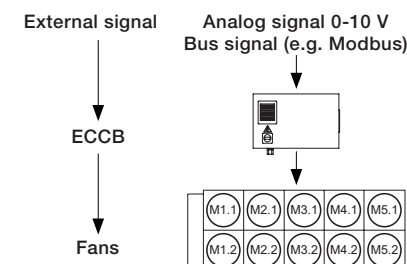 External signal
Analog signal 0-10 V
Bus signal (e.g. Modbus)
ECCB
M1.1 M2.1 M3.1 M4.1 M5.1
Fans
M1.2 M2.2 M3.2 M4.2 M5.2